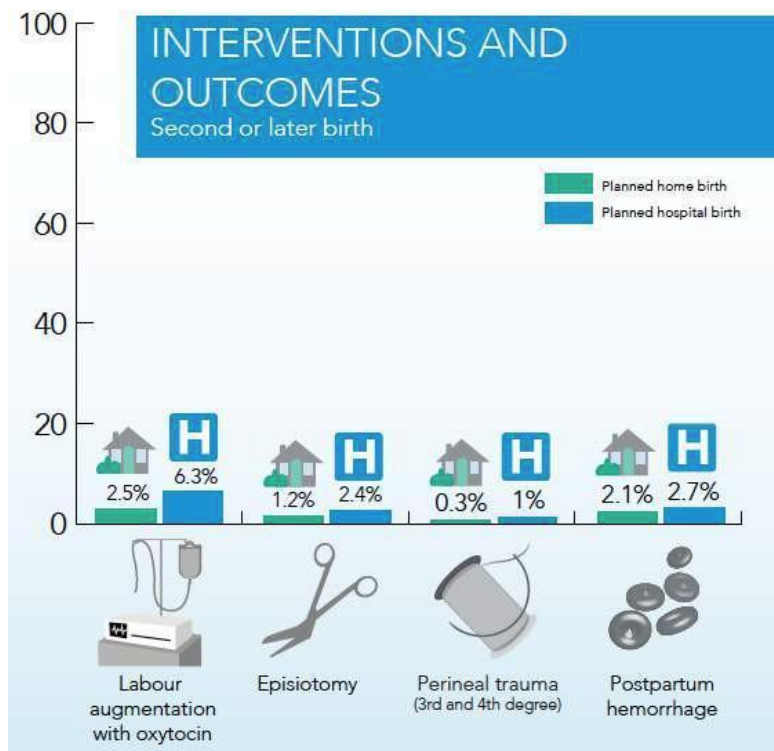 INTERVENTIONS AND
OUTCOMES
Second or later birth
Planned home birth
Planned hospital birth
100
80
60
40
20
0
H
H
H
H
2.5%
6.3%
1.2%
2.4%
0.3%
1%
2.1%
2.7%
Labour
augmentation
with oxytocin
Episiotomy
Perineal trauma
(3rd and 4th degree)
Postpartum
hemorrhage